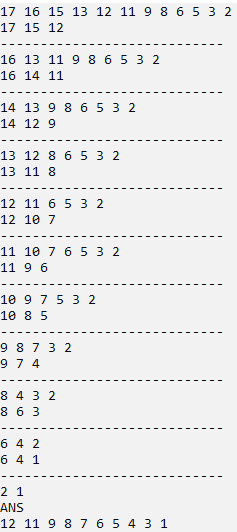 17 16 15 13 12 11 9 8 6 5 3 2
17 15 12
----------------------------
16 13 11 9 8 6 5 3 2
16 14 11
----------------------------
14 13 9 8 6 5 3 2
14 12 9
----------------------------
13 12 8 6 5 3 2
13 11 8
----------------------------
12 11 6 5 3 2
12 10 7
----------------------------
11 10 7 6 5 3 2
11 9 6
----------------------------
10 9 7 5 3 2
10 8 5
----------------------------
9 8 7 3 2
9 7 4
----------------------------
8 4 3 2
8 6 3
----------------------------
6 4 2
6 4 1
----------------------------
2 1
ANS
12 11 9 8 7 6 5 4 3 1